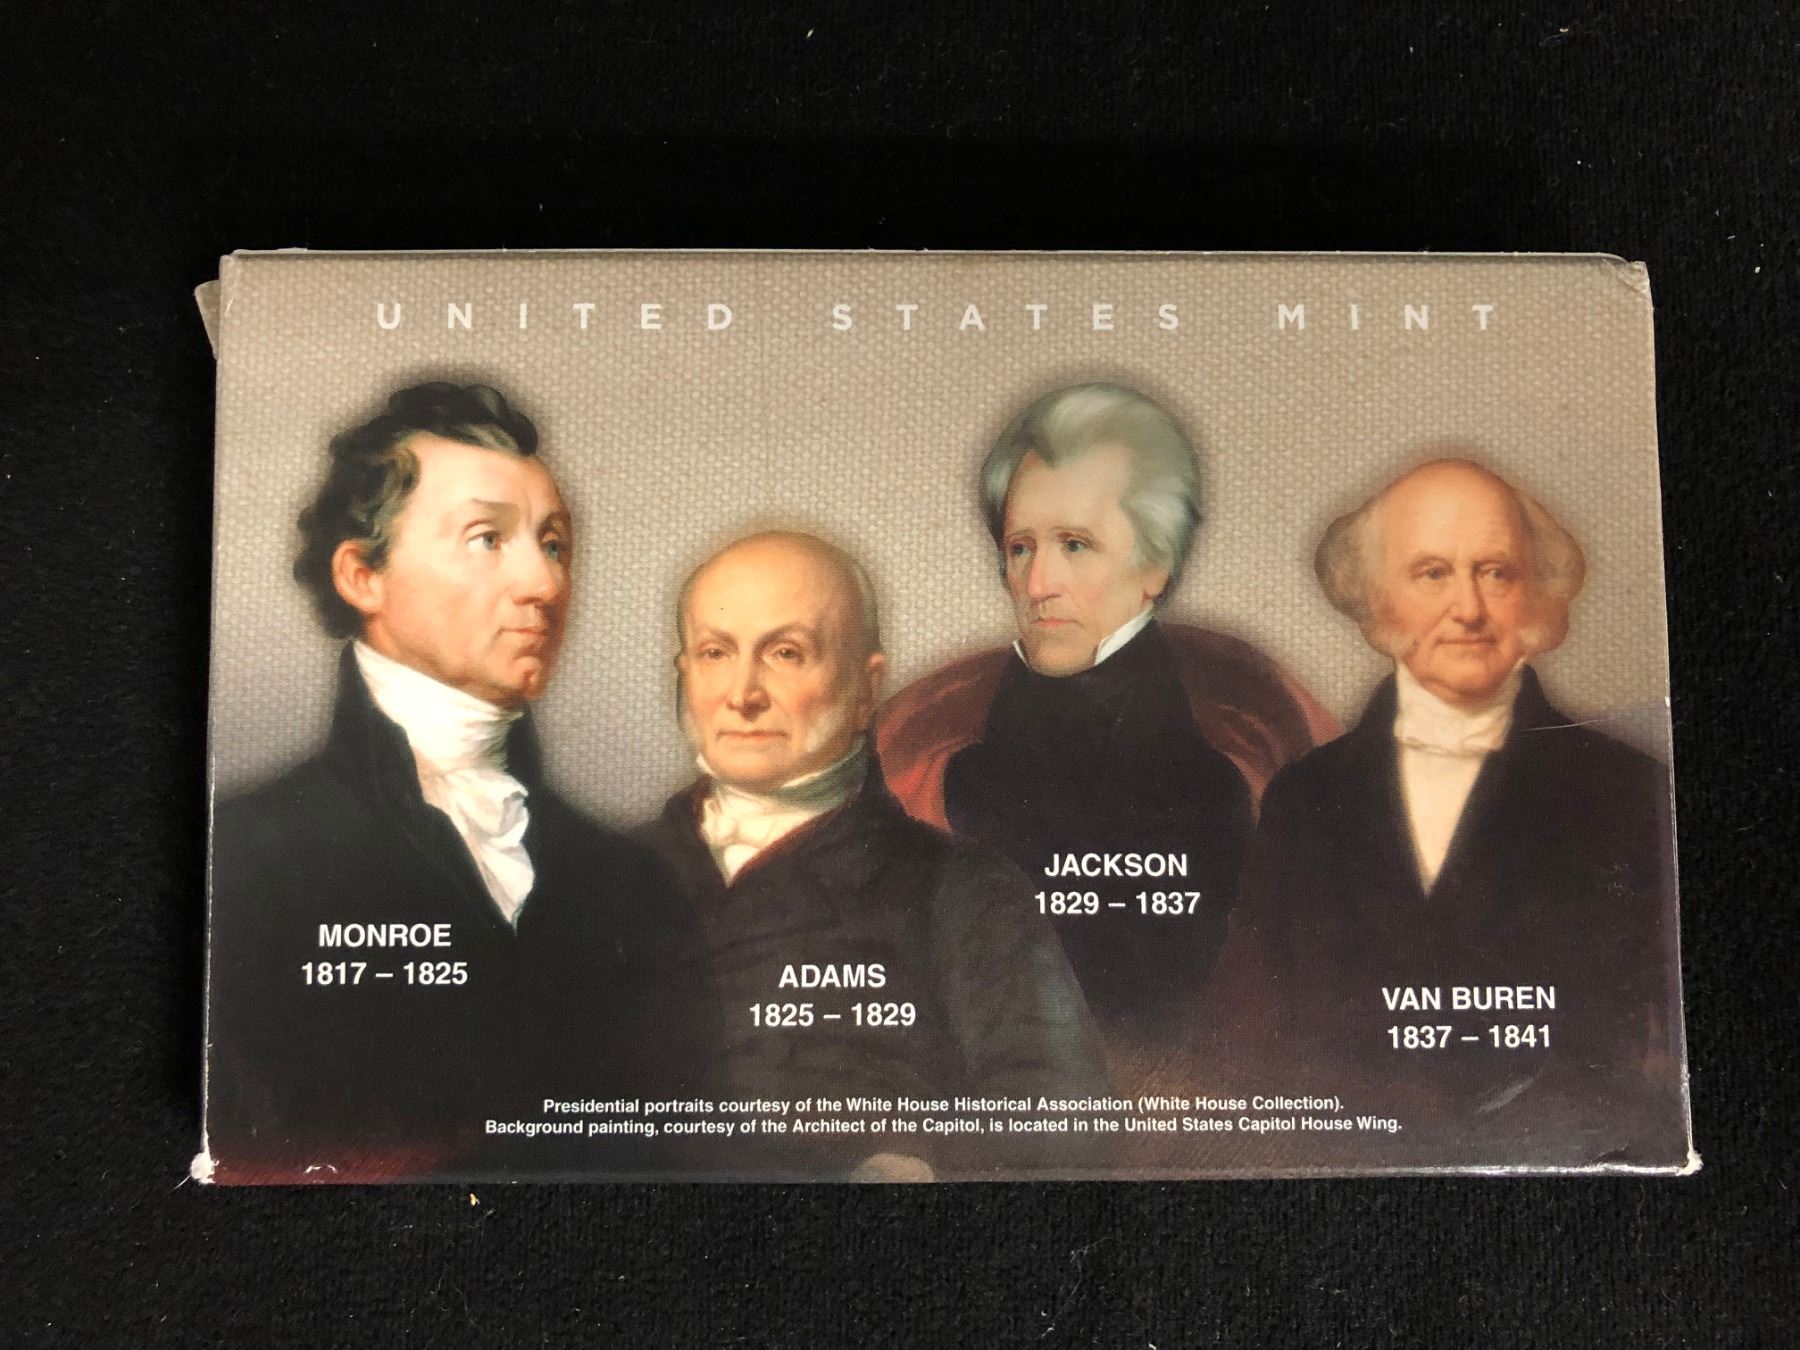 UNITED STATES MINT
MONROE
1817 – 1825
ADAMS
1825 – 1829
JACKSON
1829 – 1837
VAN BUREN
1837 – 1841
Presidential portraits courtesy of the White House Historical Association (White House Collection).
Background painting, courtesy of the Architect of the Capitol, is located in the United States Capitol House Wing.